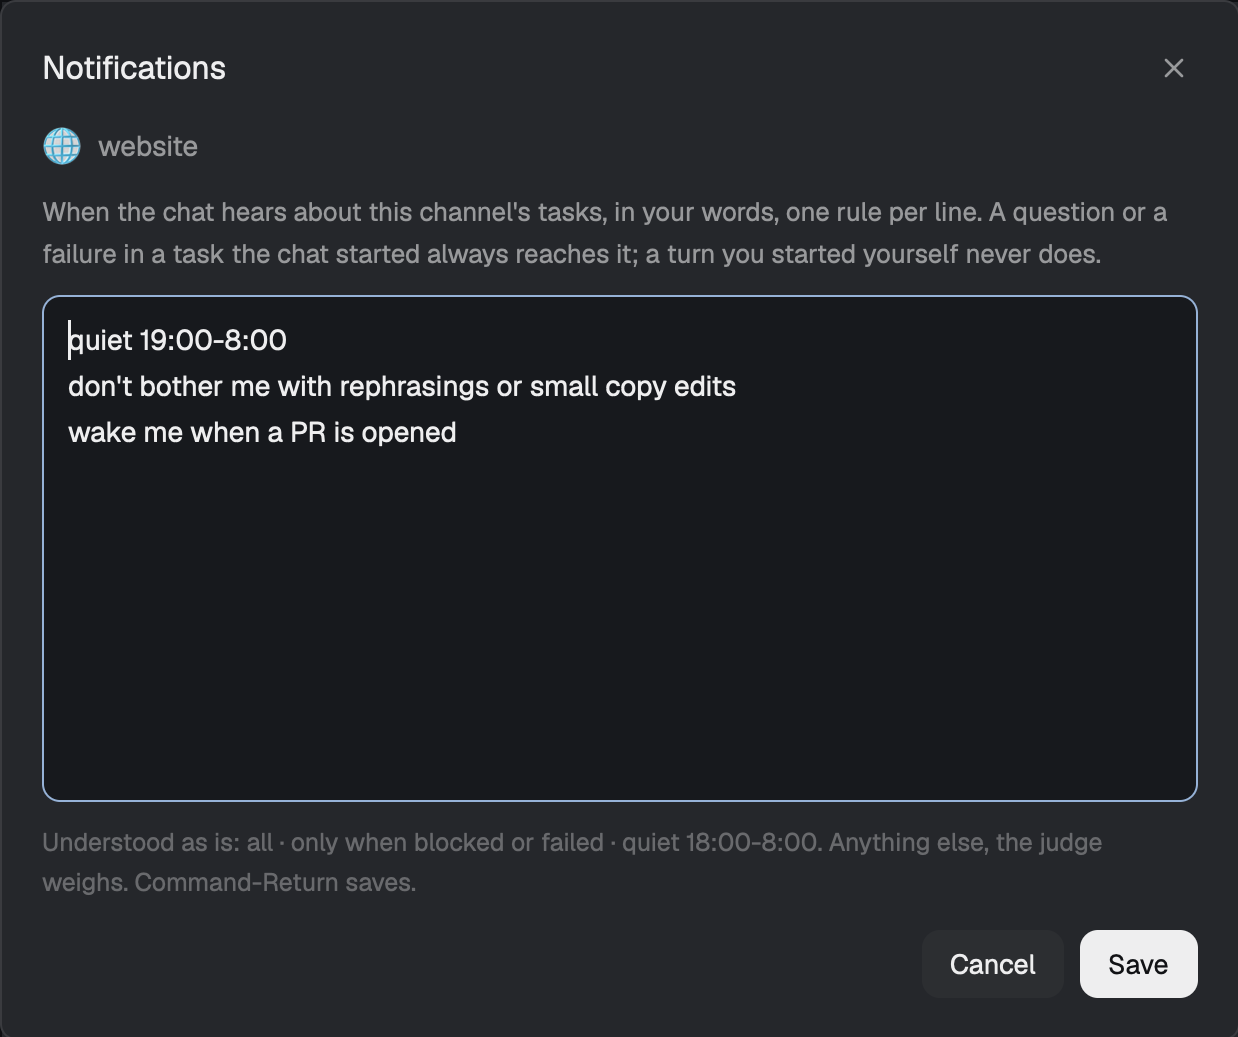 Notifications
website
When the chat hears about this channel's tasks, in your words, one rule per line. A question or a
failure in a task the chat started always reaches it; a turn you started yourself never does.
quiet 19:00-8:00
don't bother me with rephrasings or small copy edits
wake me when a PR is opened
Understood as is: all · only when blocked or failed · quiet 18:00-8:00. Anything else, the judge
weighs. Command-Return saves.
Cancel
Save